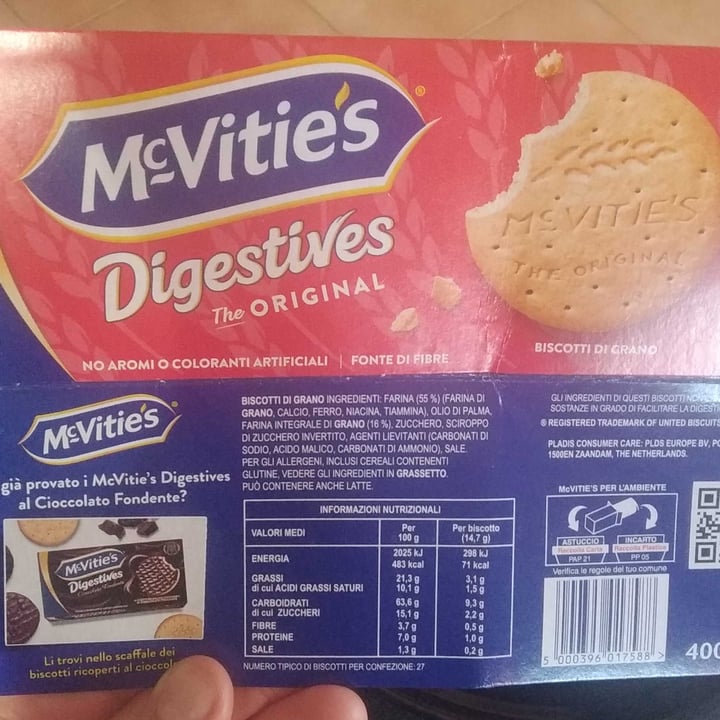 McVitie's®
Digestives
The ORIGINAL
McVITIE'S
THE ORIGINAL
NO AROMI O COLORANTI ARTIFICIALI | FONTE DI FIBRE
BISCOTTI DI GRANO
McVitie's
già provato i McVitie's Digestives
al Cioccolato Fondente?
McVitie's
Digestives
Li trovi nello scaffale dei
biscotti ricoperti al
BISCOTTI DI GRANO INGREDIENTI: FARINA (55 %) (FARINA DI
GRANO, CALCIO, FERRO, NIACINA, TIAMMINA), OLIO DI PALMA,
FARINA INTEGRALE DI GRANO (16 %), ZUCCHERO, SCIROPPO
DI ZUCCHERO INVERTITO, AGENTI LIEVITANTI (CARBONATI DI
SODIO, ACIDO MALICO, CARBONATI DI AMMONIO), SALE.
PER GLI ALLERGENI, INCLUSI CEREALI CONTENENTI
GLUTINE, VEDERE GLI INGREDIENTI IN GRASSETTO.
PUÒ CONTENERE ANCHE LATTE.
INFORMAZIONI NUTRIZIONALI
VALORI MEDI Per 100 g Per biscotto (14,7 g)
ENERGIA 2025 kJ 298 kJ
483 kcal 71 kcal
GRASSI 21,3 g 3,1 g
di cui ACIDI GRASSI SATURI 10,1 g 1,5 g
CARBOIDRATI 63,6 g 9,3 g
di cui ZUCCHERI 15,1 g 2,2 g
FIBRE 3,7 g 0,5 g
PROTEINE 7,0 g 1,0 g
SALE 1,3 g 0,2 g
NUMERO TIPICO DI BISCOTTI PER CONFEZIONE: 27
GLI INGREDIENTI DI QUESTI BISCOTTI
SOSTANZE IN GRADO DI FACILITARE LA
® REGISTERED TRADEMARK OF UNITED BISCUITS
PLADIS CONSUMER CARE: PLDS EUROPE BV,
1500EN ZAANDAM, THE NETHERLANDS.
McVITIE'S PER L'AMBIENTE
ASTUCCIO INCARTO
Raccolta Carta Raccolta Plastica
PAP 21 PP 05
Verifica le regole del tuo comune
5 000396 017588 >
400